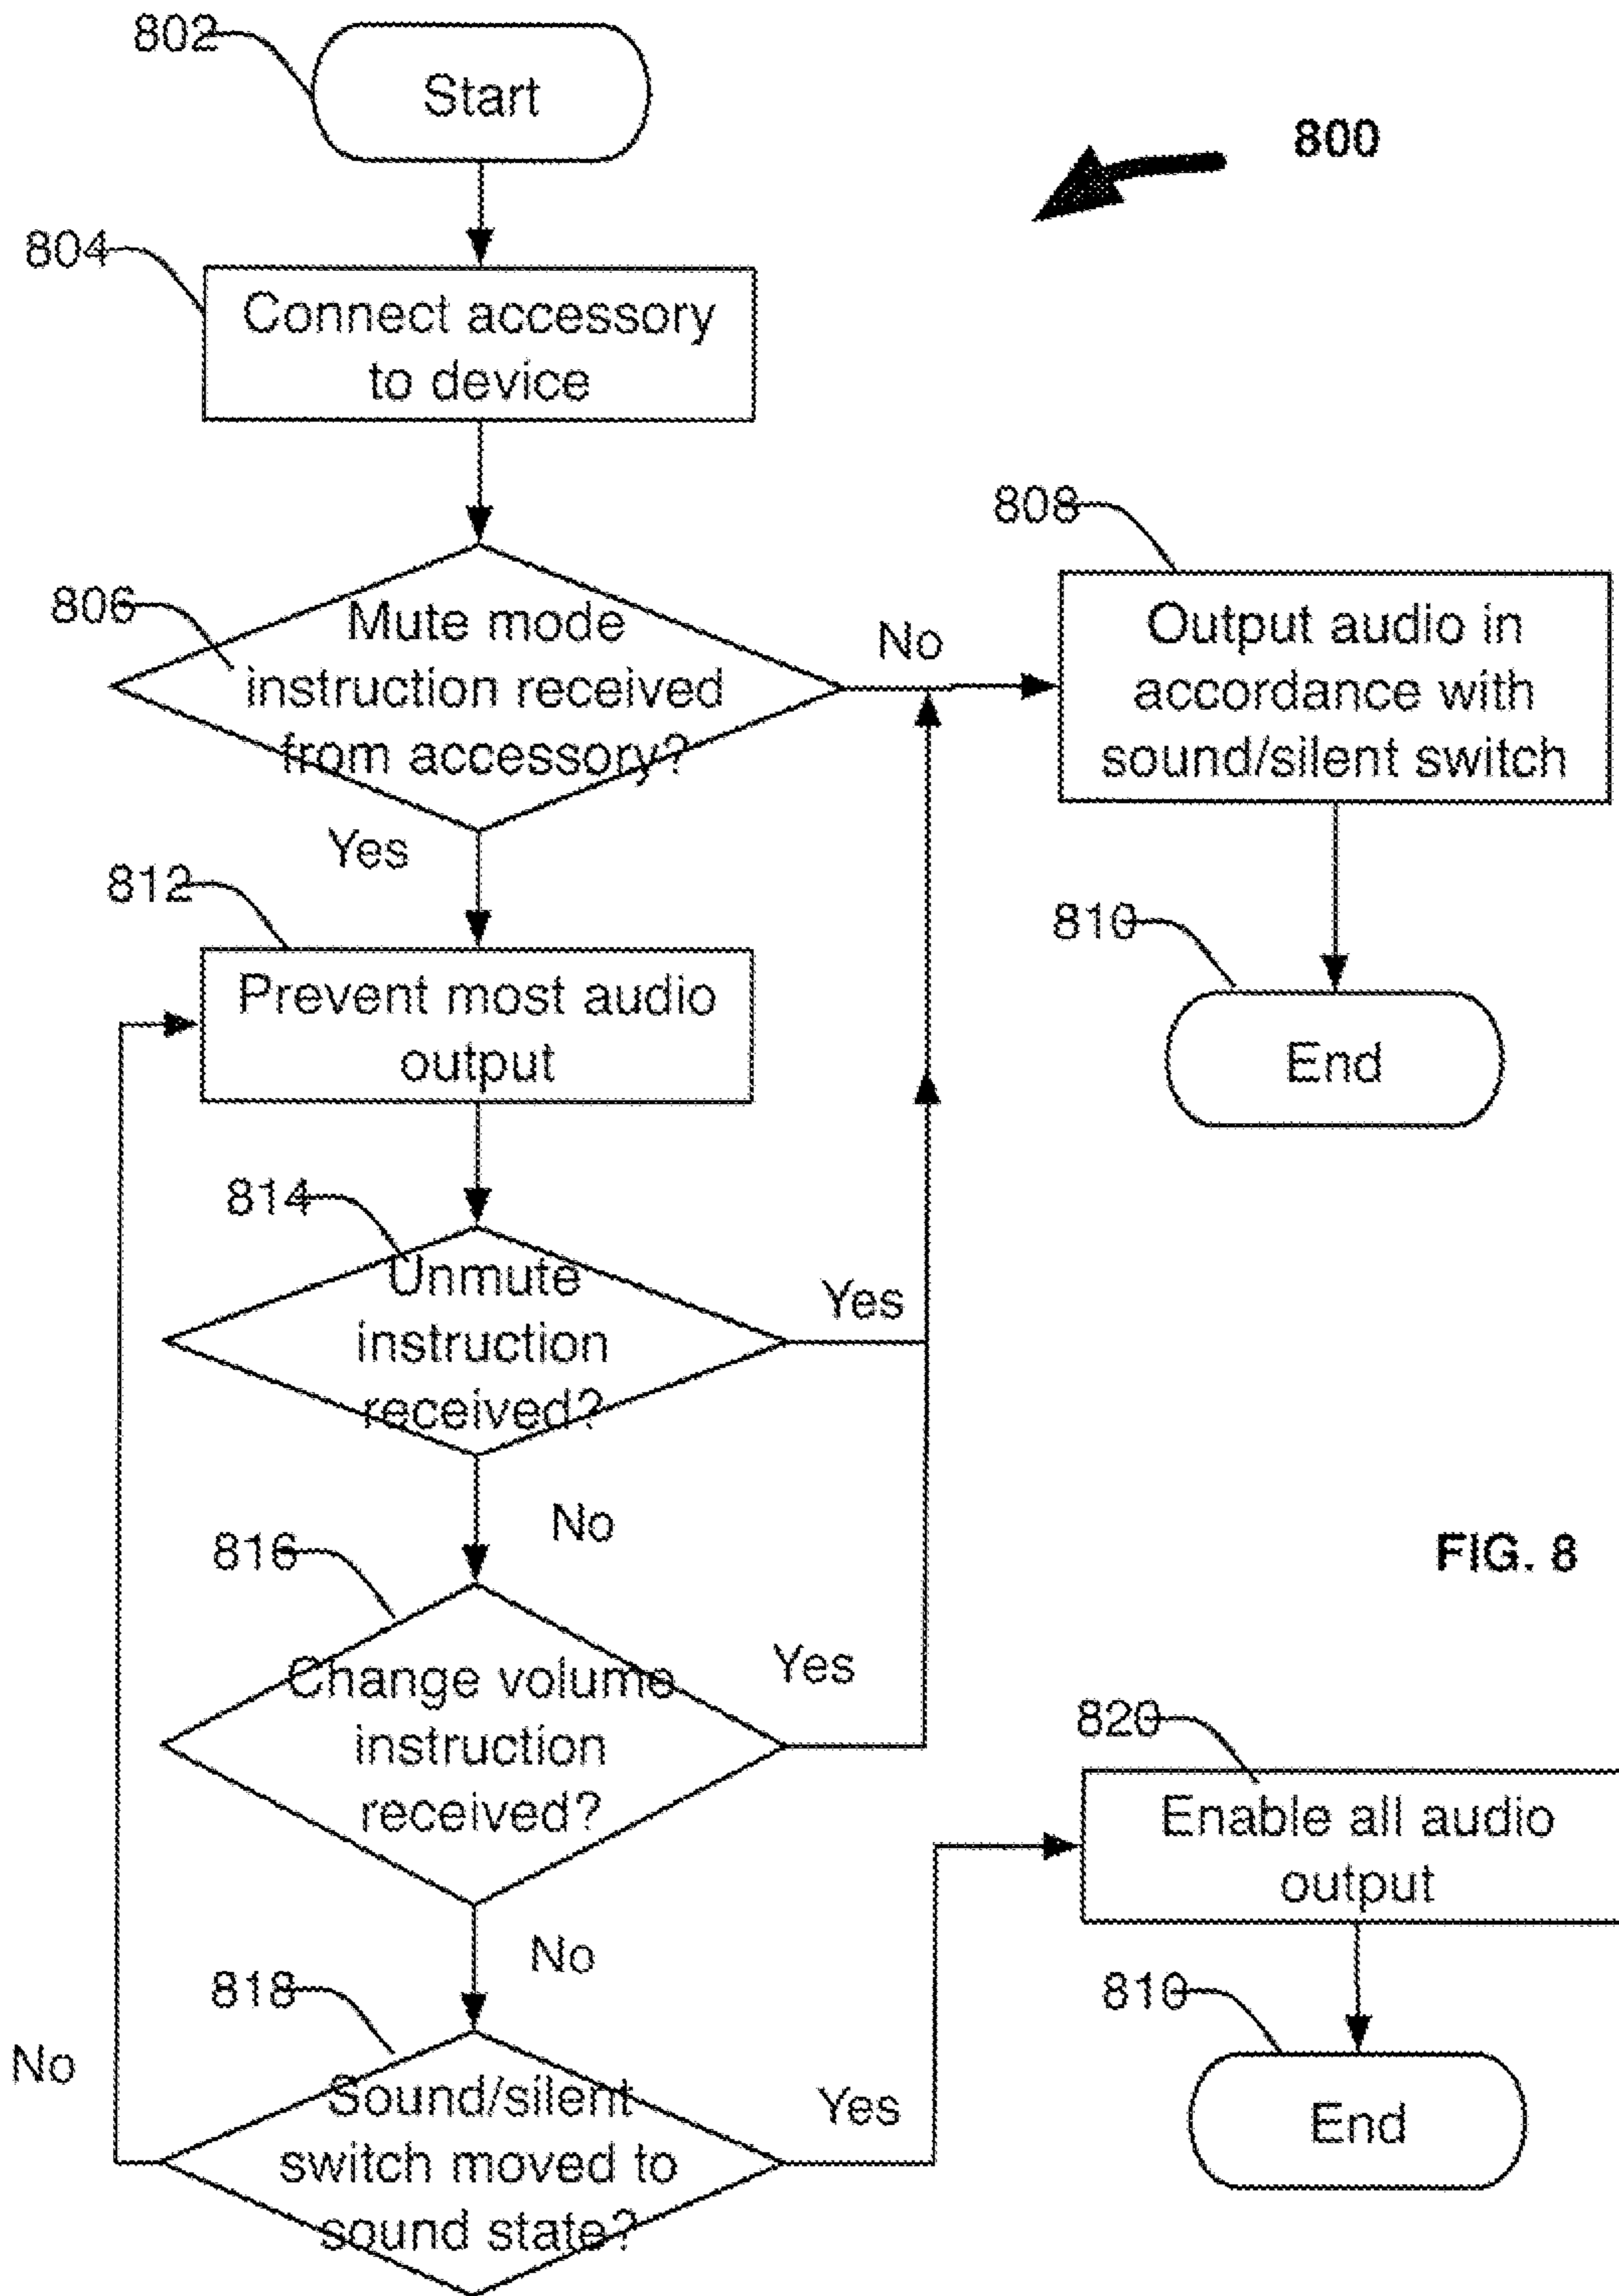 802
Start
800
804
Connect accessory
to device
806
Mute mode
instruction received
from accessory?
No
808
Output audio in
accordance with
sound/silent switch
Yes
810
End
812
Prevent most audio
output
814
Unmute
instruction
received?
Yes
No
FIG. 8
816
Change volume
instruction
received?
Yes
820
Enable all audio
output
No
818
Sound/silent
switch moved to
sound state?
No
Yes
810
End